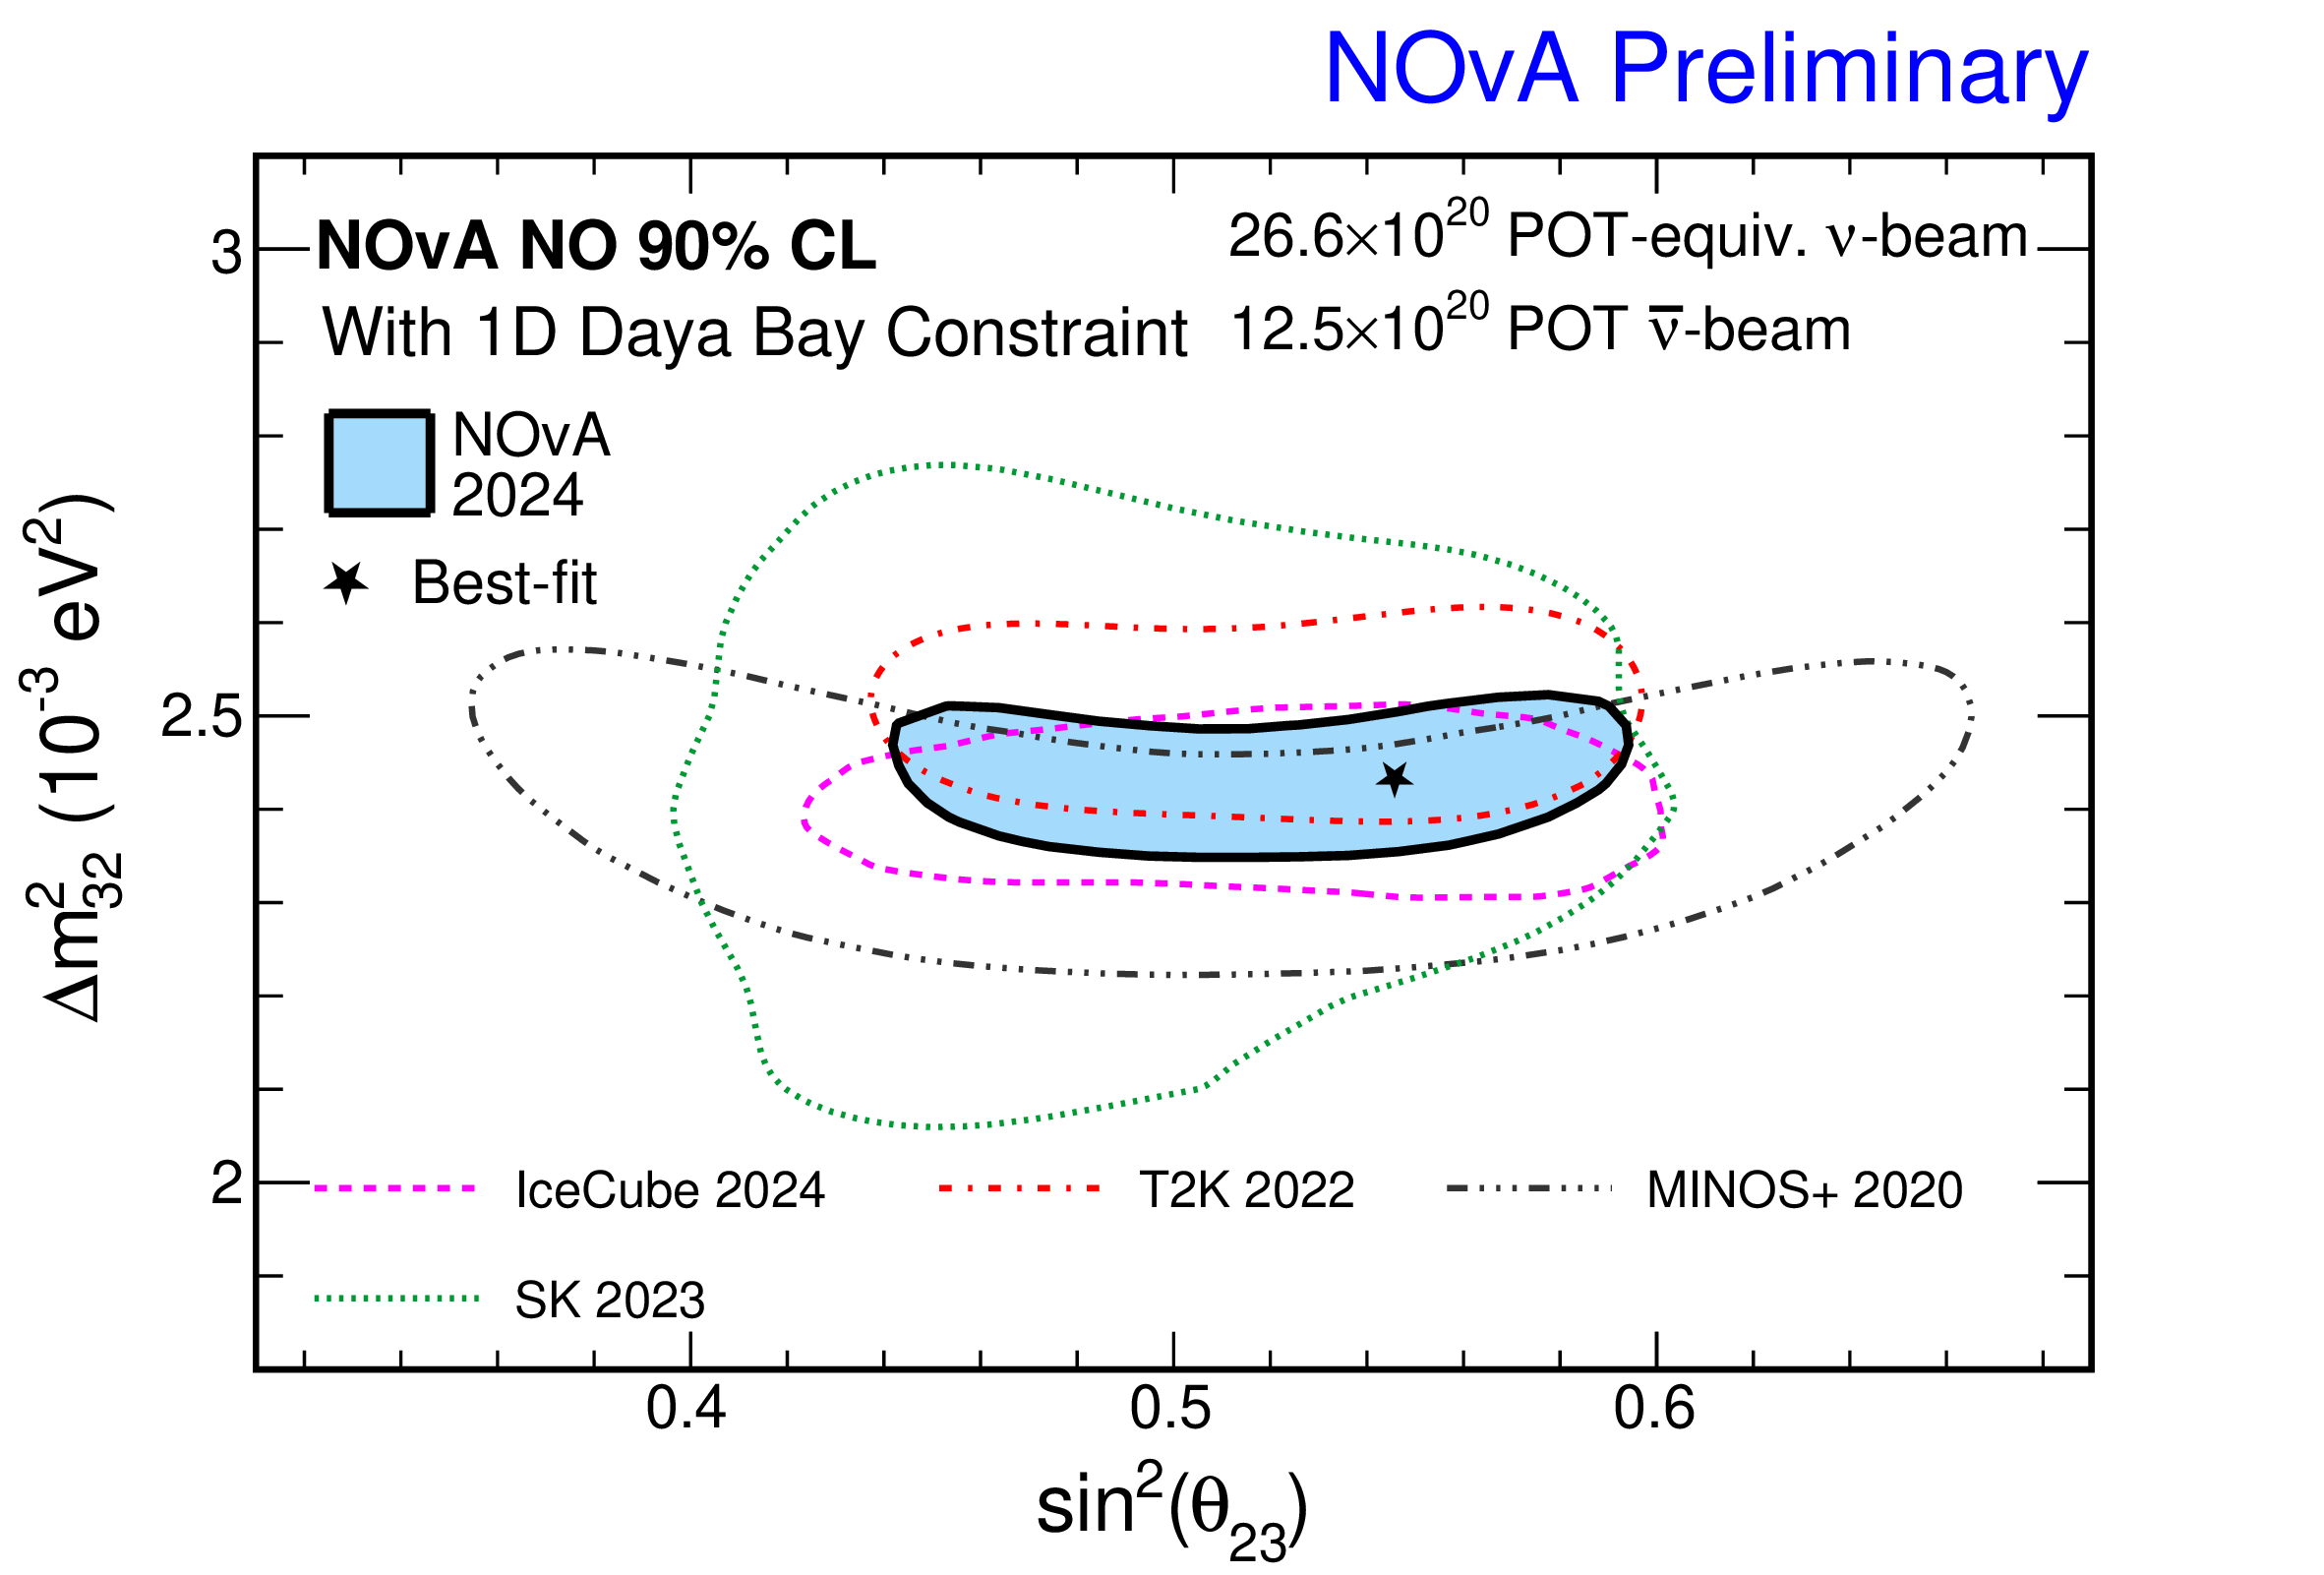 NOvA Preliminary
NOvA NO 90% CL
26.6×10²⁰ POT-equiv. ν-beam
With 1D Daya Bay Constraint
12.5×10²⁰ POT ν̅-beam
NOvA
2024
Best-fit
3
2.5
2
Δm²₃₂ (10⁻³ eV²)
IceCube 2024
T2K 2022
MINOS+ 2020
SK 2023
0.4
0.5
0.6
sin²(θ₂₃)